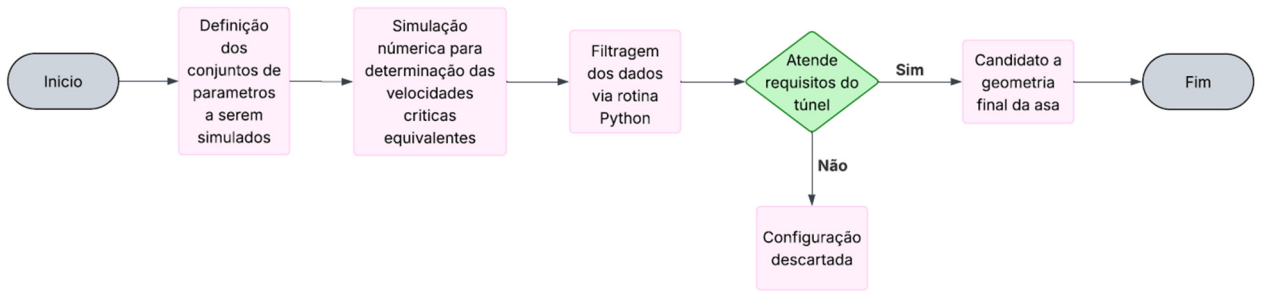 Inicio
Definição
dos
conjuntos de
parametros
a serem
simulados
Simulação
númerica para
determinação das
velocidades
criticas
equivalentes
Filtragem
dos dados
via rotina
Python
Atende
requisitos do
túnel
Sim
Candidato a
geometria
final da asa
Fim
Não
Configuração
descartada